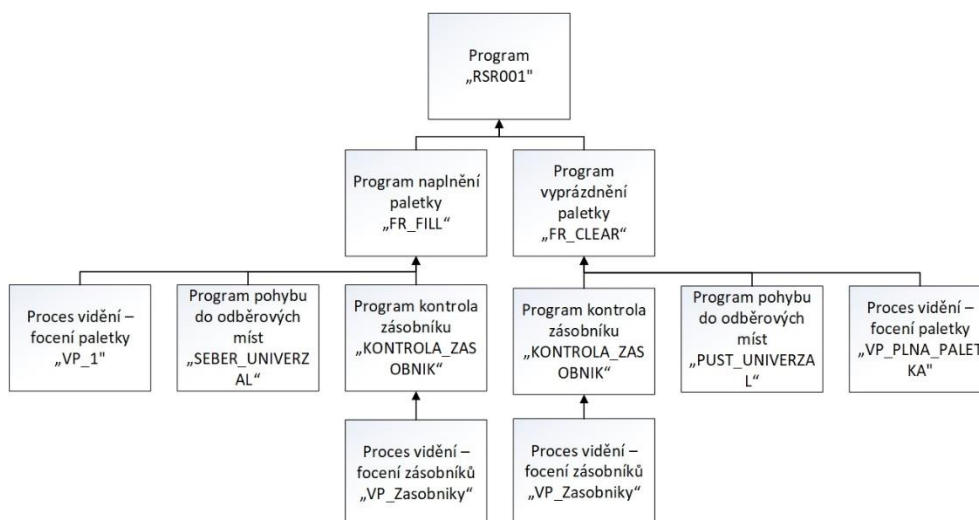 Program
„RSR001"
Program naplnění
paletky
„FR_FILL“
Program
vyprázdnění
paletky
„FR_CLEAR“
Proces vidění –
focení paletky
„VP_1"
Program pohybu
do odběrových
míst
„SEBER_UNIVERZ
AL“
Program kontrola
zásobníku
„KONTROLA_ZAS
OBNIK“
Program kontrola
zásobníku
„KONTROLA_ZAS
OBNIK“
Program pohybu
do odběrových
míst
„PUST_UNIVERZA
L“
Proces vidění –
focení paletky
„VP_PLNA_PALET
KA"
Proces vidění –
focení zásobníků
„VP_Zasobniky“
Proces vidění –
focení zásobníků
„VP_Zasobniky“